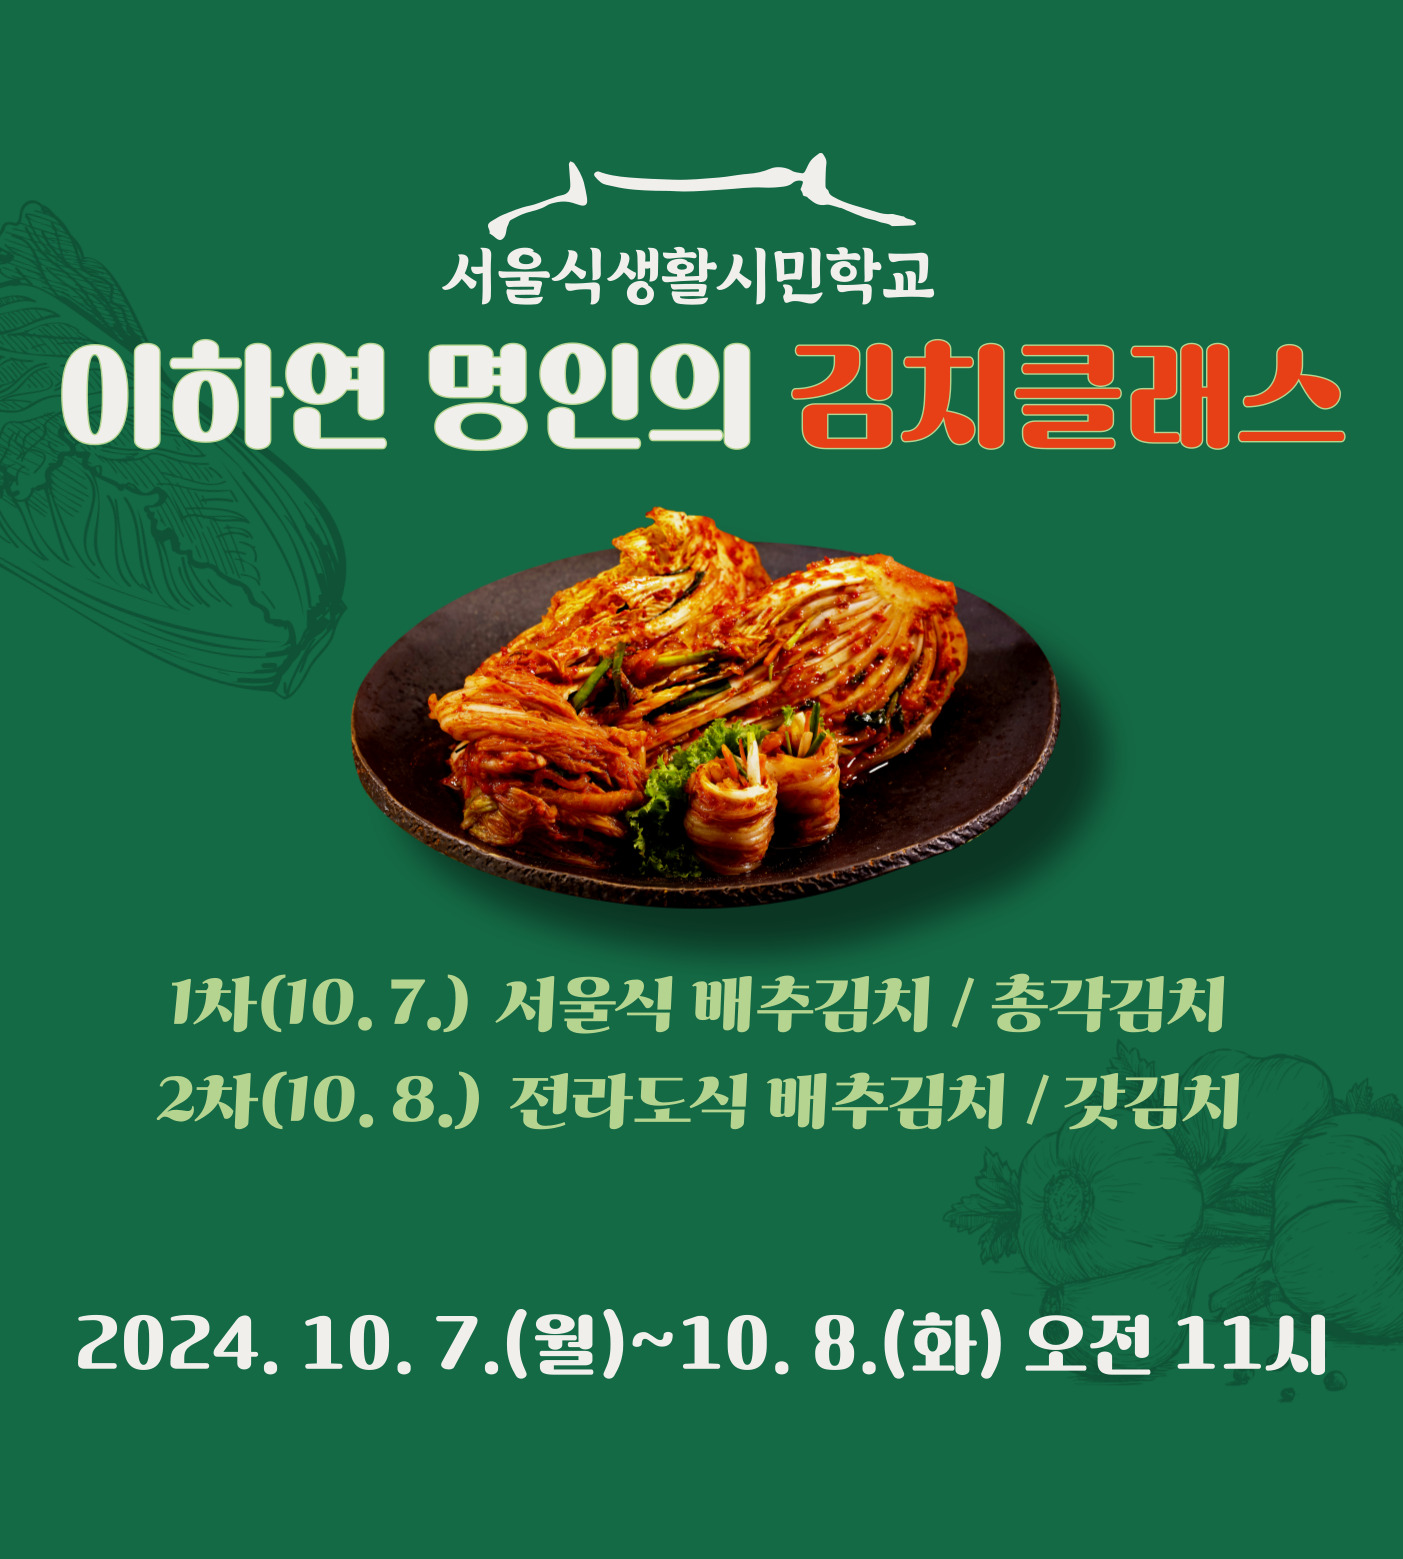 서울식생활시민학교
이하연 명인의 김치클래스
1차(10. 7.) 서울식 배추김치 / 총각김치
2차(10. 8.) 전라도식 배추김치 / 갓김치
2024. 10. 7.(월)~10. 8.(화) 오전 11시